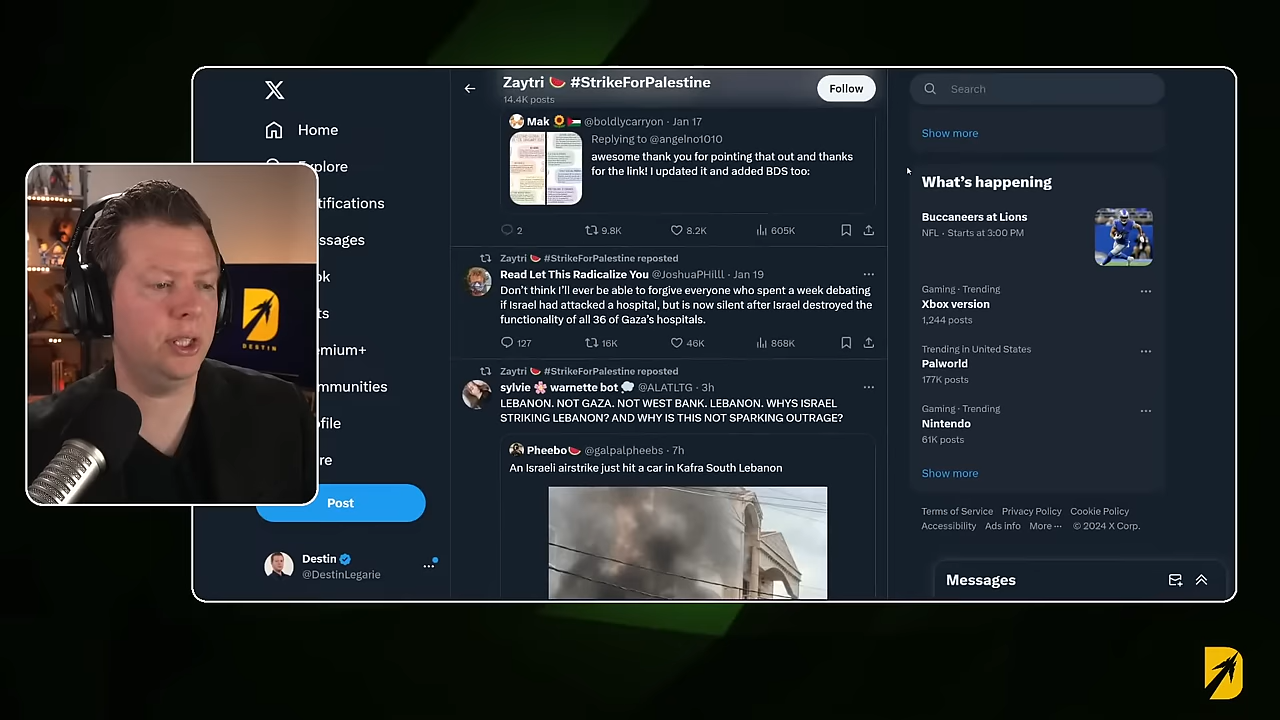 Home
Explore
tifications
ssages
k
ts
emium+
mmunities
file
re
Post
Destin
@DestinLegarie
Zaytri 🍉 #StrikeForPalestine
14.4K posts
Follow
Mak 🌻🇵🇸 @boldlycarryon · Jan 17
Replying to @angelno1010
awesome thank you for pointing that out and thanks
for the link! I updated it and added BDS too:
2 9.8K 8.2K 605K
Zaytri 🍉 #StrikeForPalestine reposted
Read Let This Radicalize You @JoshuaPHilll · Jan 19
Don't think I'll ever be able to forgive everyone who spent a week debating
if Israel had attacked a hospital, but is now silent after Israel destroyed the
functionality of all 36 of Gaza's hospitals.
127 16K 46K 868K
Zaytri 🍉 #StrikeForPalestine reposted
sylvie 🌸 warnette bot @ALATLTG · 3h
LEBANON. NOT GAZA. NOT WEST BANK. LEBANON. WHYS ISRAEL
STRIKING LEBANON? AND WHY IS THIS NOT SPARKING OUTRAGE?
Pheebo🍉 @galpalpheebs · 7h
An Israeli airstrike just hit a car in Kafra South Lebanon
Search
Show more
What's happening
Buccaneers at Lions
NFL · Starts at 3:00 PM
Gaming · Trending
Xbox version
1,244 posts
Trending in United States
Palworld
177K posts
Gaming · Trending
Nintendo
61K posts
Show more
Terms of Service Privacy Policy Cookie Policy
Accessibility Ads info More ··· © 2024 X Corp.
Messages
DESTIN